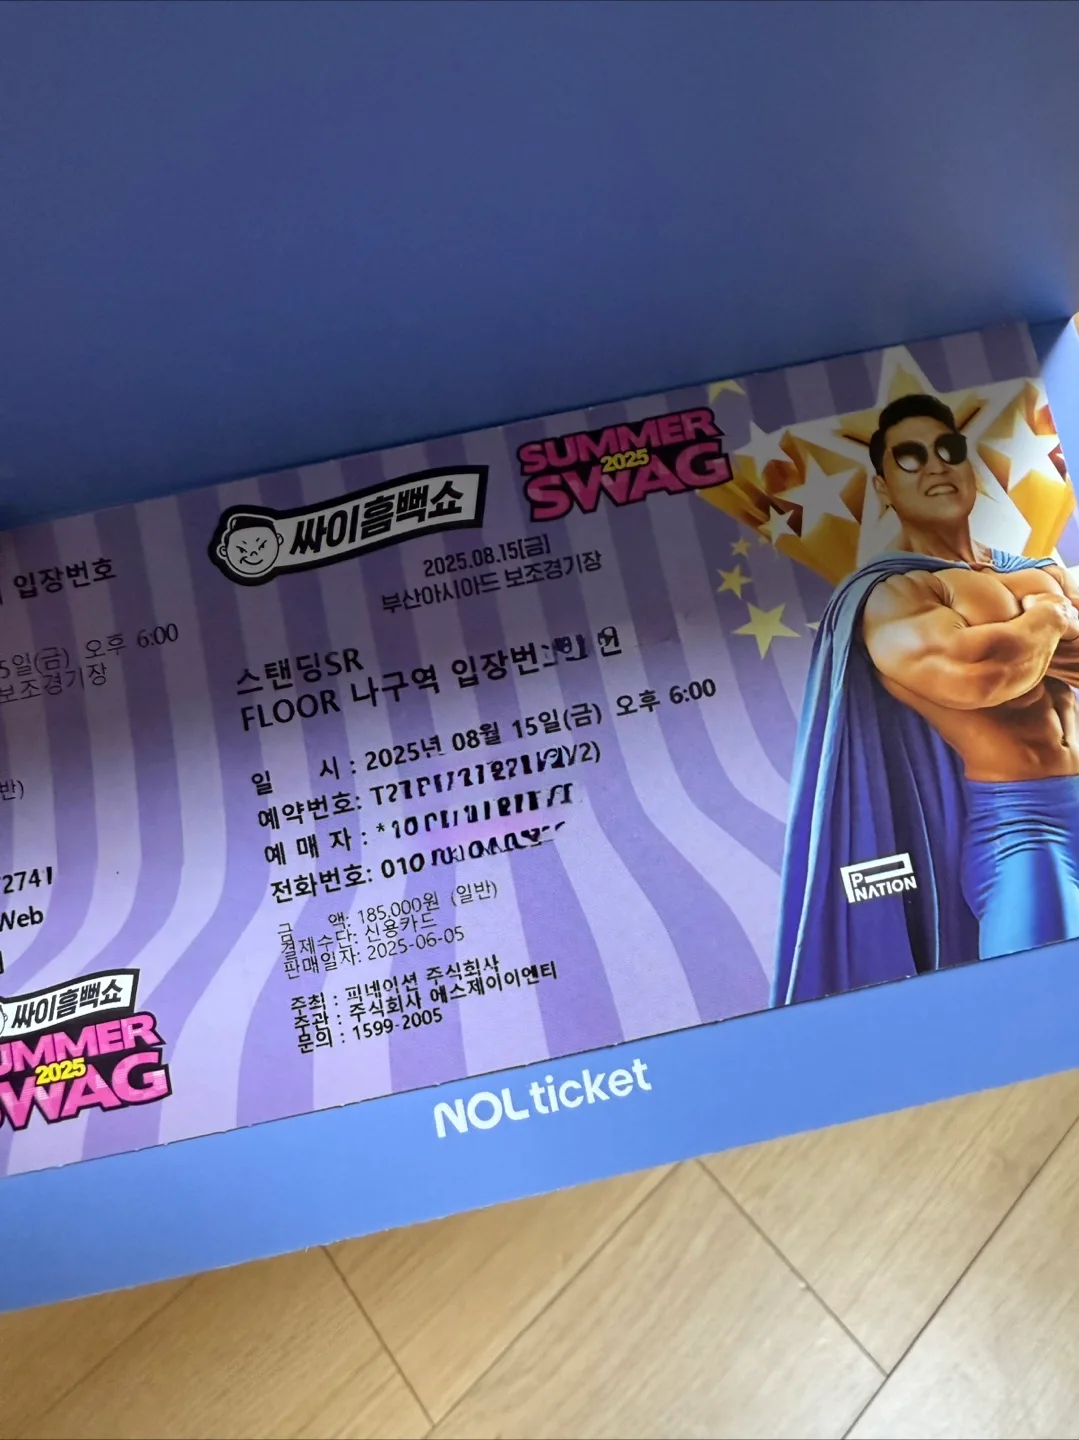 입장번호
5일(금) 오후 6:00
보조경기장
반)
2741
Web
싸이흠뻑쇼
SUMMER
2025
SWAG
싸이흠뻑쇼
SUMMER
2025
SWAG
2025.08.15[금]
부산아시아드 보조경기장
스탠딩SR
FLOOR 나구역
일 시 : 2025년 08월 15일(금) 오후 6:00
예약번호:
예 매 자 :
전화번호: 010
금 액: 185,000원 (일반)
결제수단: 신용카드
판매일자: 2025-06-05
주최 : 피네이션 주식회사
주관 : 주식회사 에스제이이엔티
문의 : 1599-2005
P NATION
NOL ticket